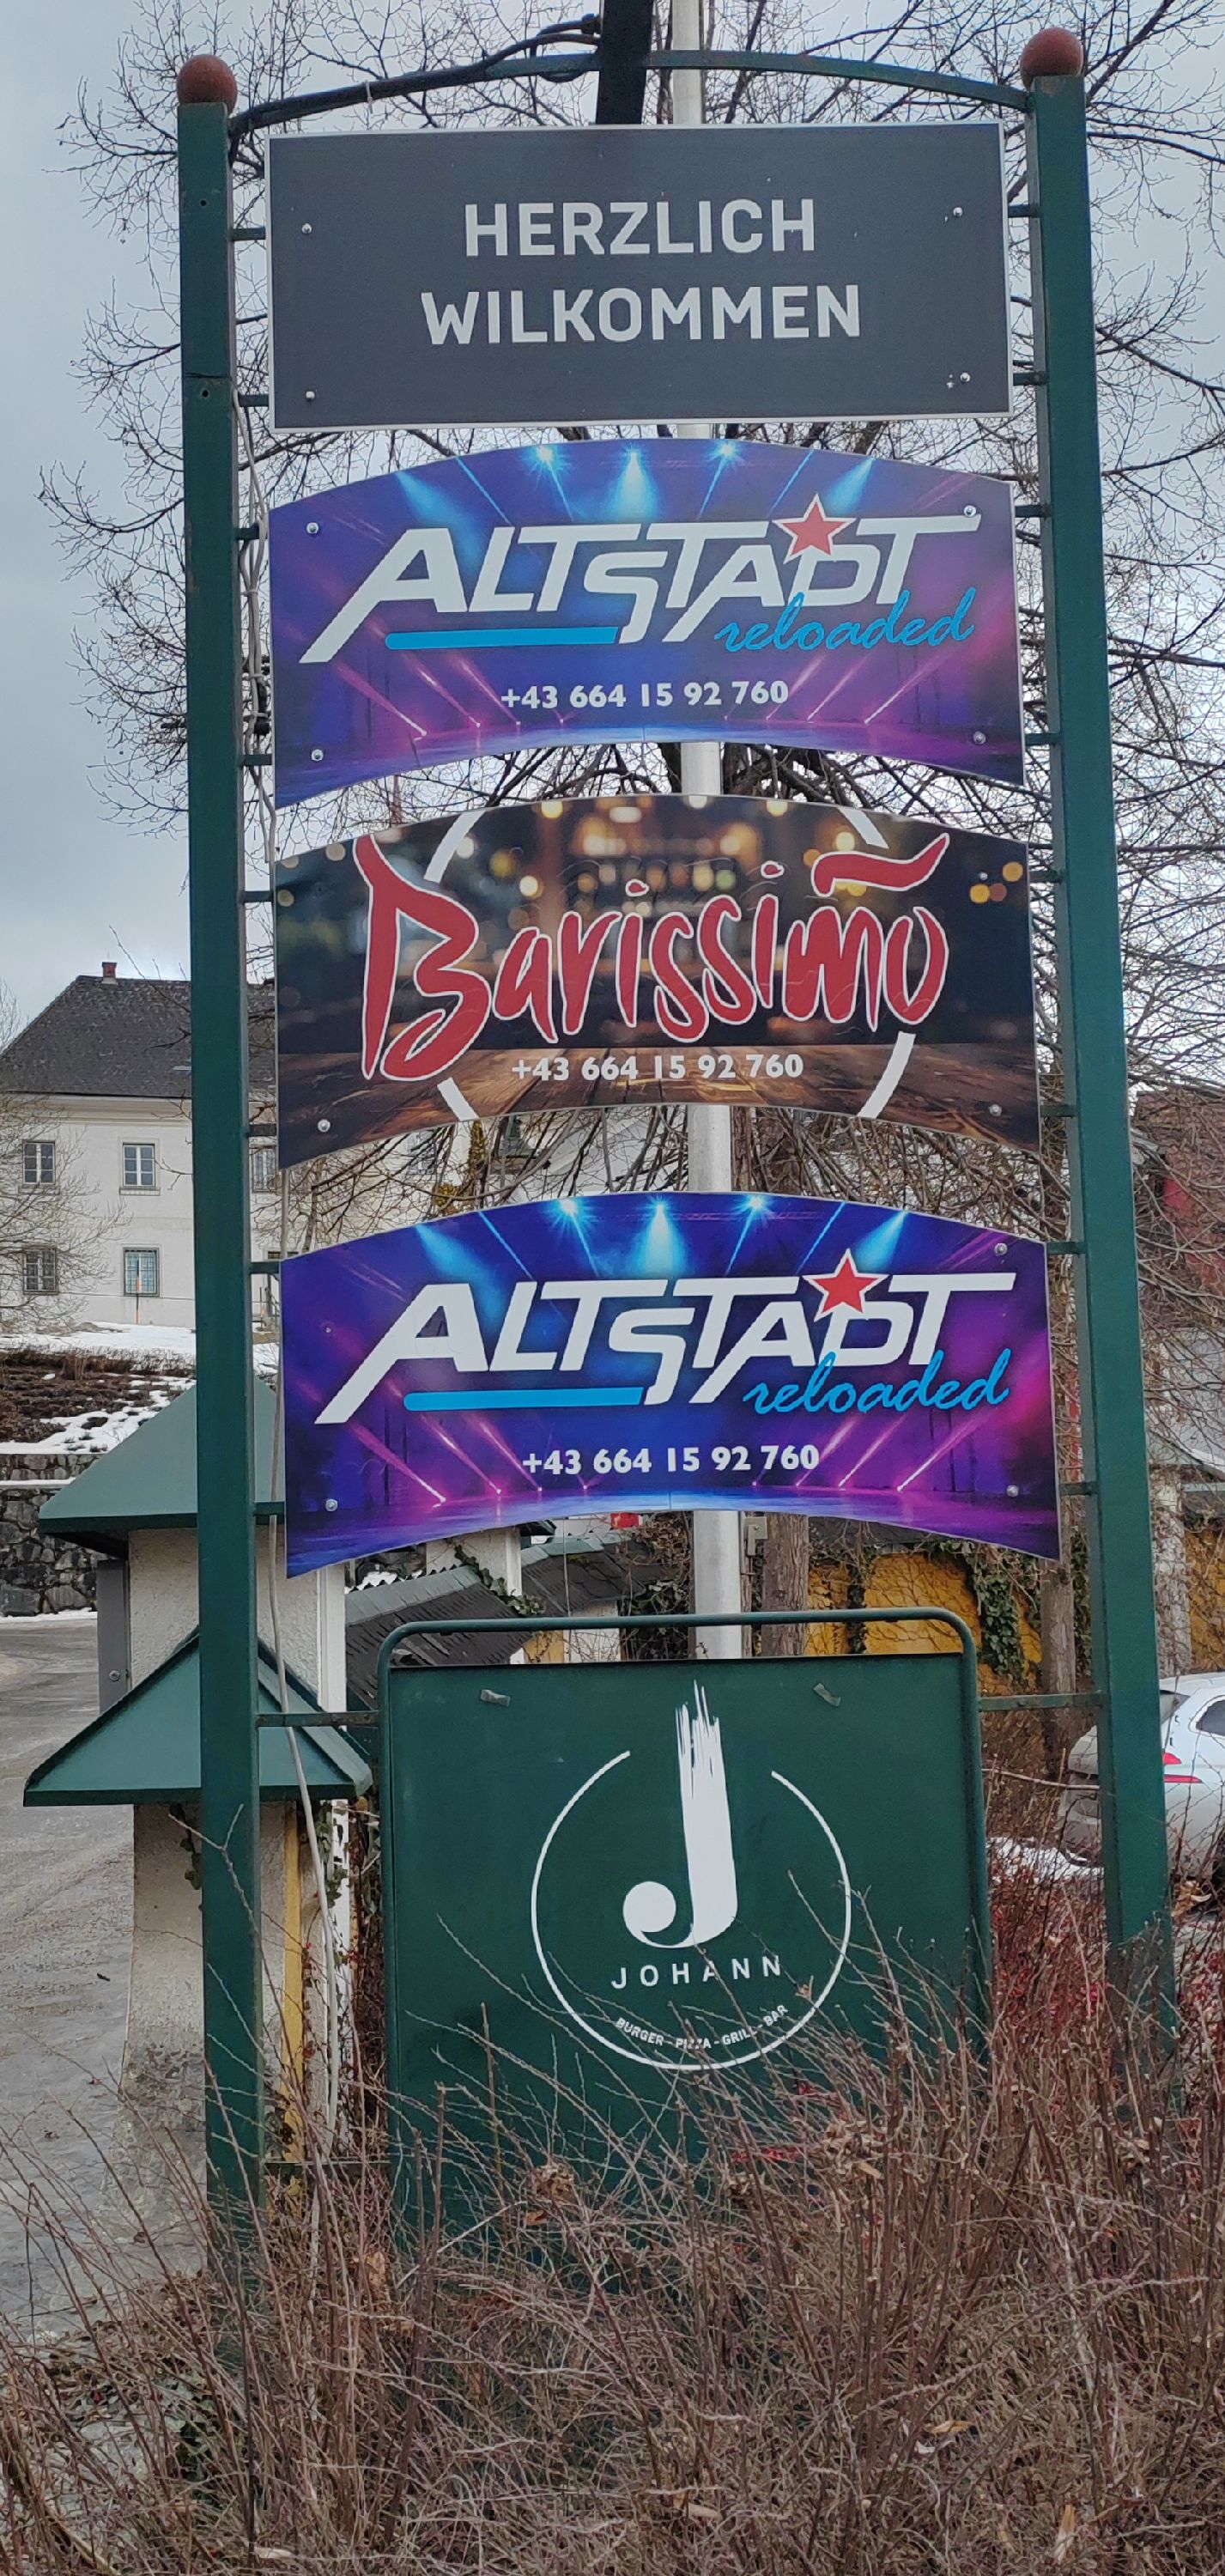 HERZLICH
WILKOMMEN
ALTSTADT
reloaded
+43 664 15 92 760
Barissimo
+43 664 15 92 760
ALTSTADT
reloaded
+43 664 15 92 760
J
JOHANN
BURGER - PIZZA - GRILL - BAR